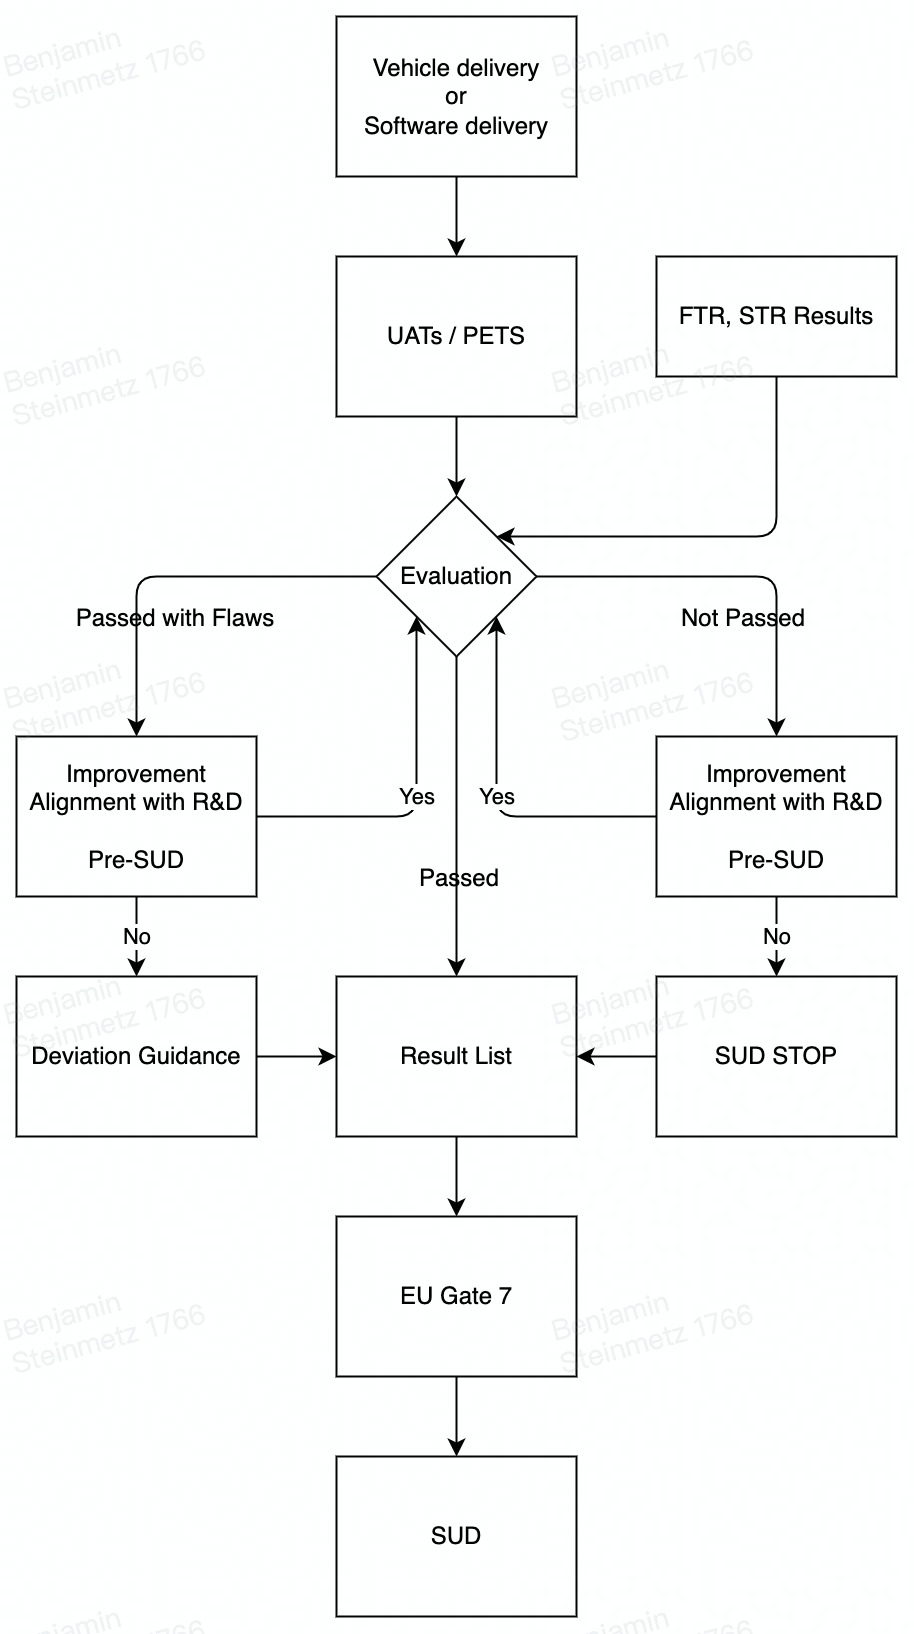 Benjamin
Steinmetz 1766
Benjamin
Steinmetz 1766
Vehicle delivery
or
Software delivery
UATs / PETS
FTR, STR Results
Benjamin
Steinmetz 1766
Benjamin
Steinmetz 1766
Evaluation
Passed with Flaws
Not Passed
Benjamin
Steinmetz 1766
Benjamin
Steinmetz 1766
Improvement
Alignment with R&D
Pre-SUD
Yes
Yes
Improvement
Alignment with R&D
Pre-SUD
Passed
No
No
Benjamin
Steinmetz 1766
Benjamin
Steinmetz 1766
Deviation Guidance
Result List
SUD STOP
EU Gate 7
Benjamin
Steinmetz 1766
Benjamin
Steinmetz 1766
SUD